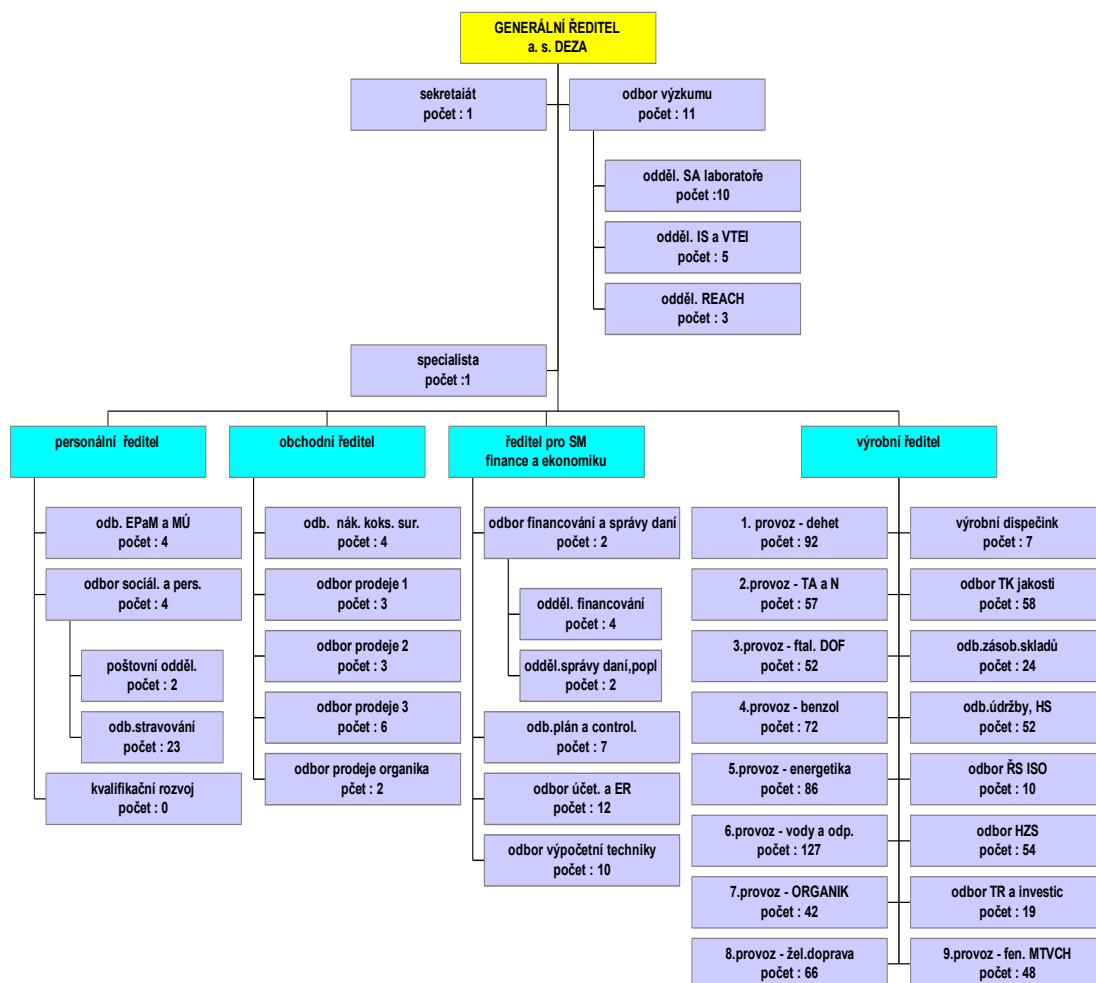 GENERÁLNÍ ŘEDITEL
a. s. DEZA
sekretaiát
počet : 1
odbor výzkumu
počet : 11
odděl. SA laboratoře
počet :10
odděl. IS a VTEI
počet : 5
odděl. REACH
počet : 3
specialista
počet :1
personální ředitel
odb. EPaM a MÚ
počet : 4
odbor sociál. a pers.
počet : 4
poštovní odděl.
počet : 2
odb.stravování
počet : 23
kvalifikační rozvoj
počet : 0
obchodní ředitel
odb. nák. koks. sur.
počet : 4
odbor prodeje 1
počet : 3
odbor prodeje 2
počet : 3
odbor prodeje 3
počet : 6
odbor prodeje organika
pčet : 2
ředitel pro SM
finance a ekonomiku
odbor financování a správy daní
počet : 2
odděl. financování
počet : 4
odděl.správy daní,popl
počet : 2
odb.plán a control.
počet : 7
odbor účet. a ER
počet : 12
odbor výpočetní techniky
počet : 10
výrobní ředitel
1. provoz - dehet
počet : 92
2.provoz - TA a N
počet : 57
3.provoz - ftal. DOF
počet : 52
4.provoz - benzol
počet : 72
5.provoz - energetika
počet : 86
6.provoz - vody a odp.
počet : 127
7.provoz - ORGANIK
počet : 42
8.provoz - žel.doprava
počet : 66
výrobní dispečink
počet : 7
odbor TK jakosti
počet : 58
odb.zásob.skladů
počet : 24
odb.údržby, HS
počet : 52
odbor ŘS ISO
počet : 10
odbor HZS
počet : 54
odbor TR a investic
počet : 19
9.provoz - fen. MTVCH
počet : 48